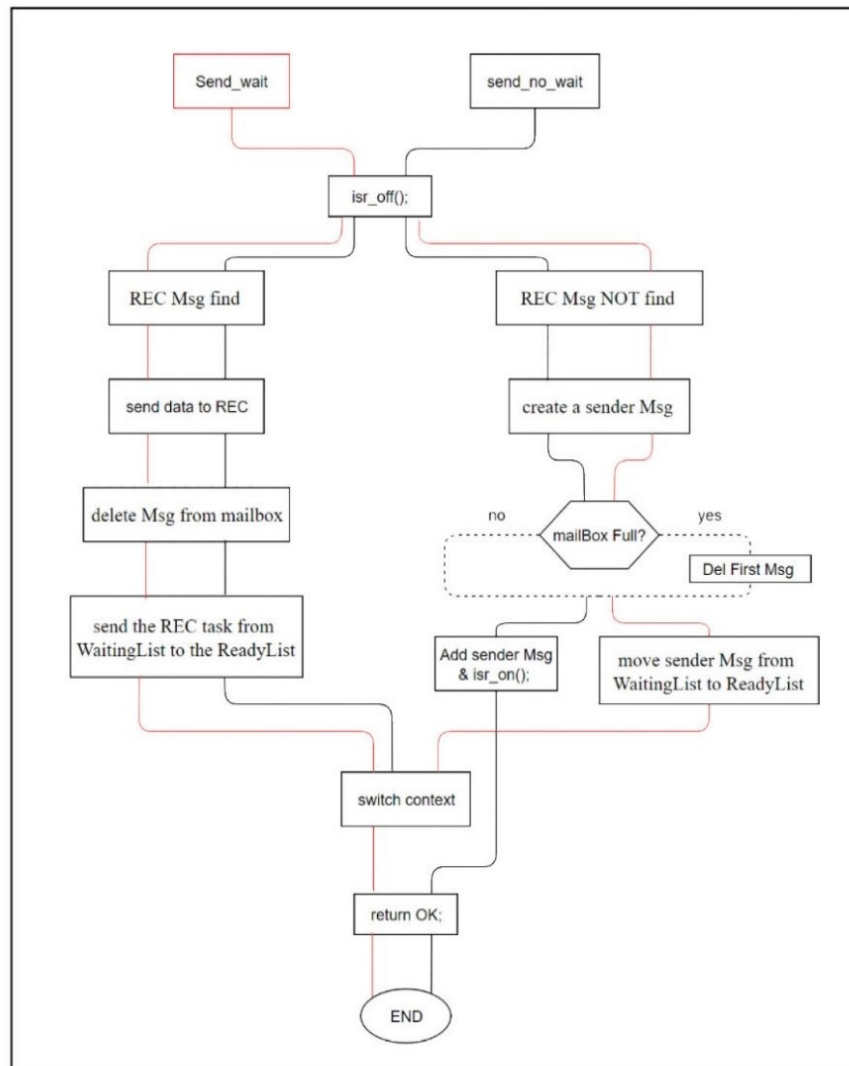 Send_wait
send_no_wait
isr_off();
REC Msg find
REC Msg NOT find
send data to REC
create a sender Msg
delete Msg from mailbox
no
mailBox Full?
yes
Del First Msg
send the REC task from
WaitingList to the ReadyList
Add sender Msg
& isr_on();
move sender Msg from
WaitingList to ReadyList
switch context
return OK;
END